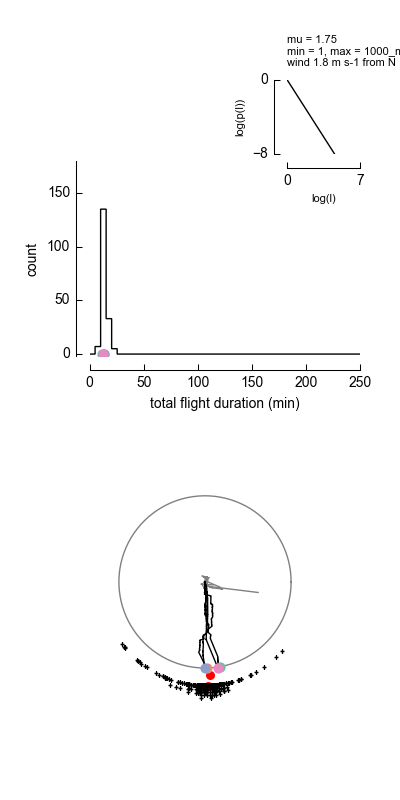 mu = 1.75
min = 1, max = 1000_m
wind 1.8 m s-1 from N
0
log(p(l))
−8
0
7
log(l)
150
100
50
0
count
0
50
100
150
200
250
total flight duration (min)